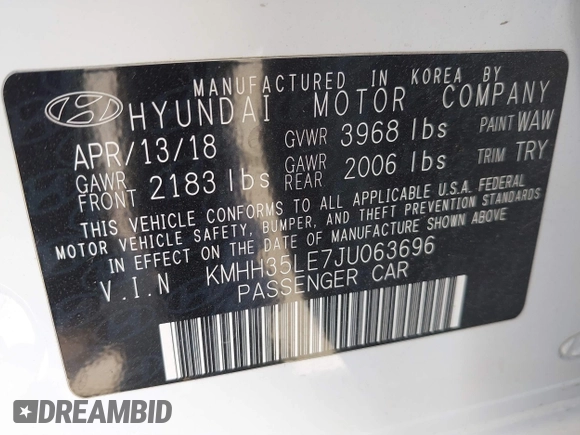 MANUFACTURED IN KOREA BY
HYUNDAI MOTOR COMPANY
APR/13/18 GVWR 3968 lbs PAINT WAW
GAWR FRONT 2183 lbs GAWR REAR 2006 lbs TRIM TRY
THIS VEHICLE CONFORMS TO ALL APPLICABLE U.S.A. FEDERAL
MOTOR VEHICLE SAFETY, BUMPER, AND THEFT PREVENTION STANDARDS
IN EFFECT ON THE DATE OF MANUFACTURE SHOWN ABOVE
V.I.N KMHH35LE7JU063696
PASSENGER CAR
DREAMBID